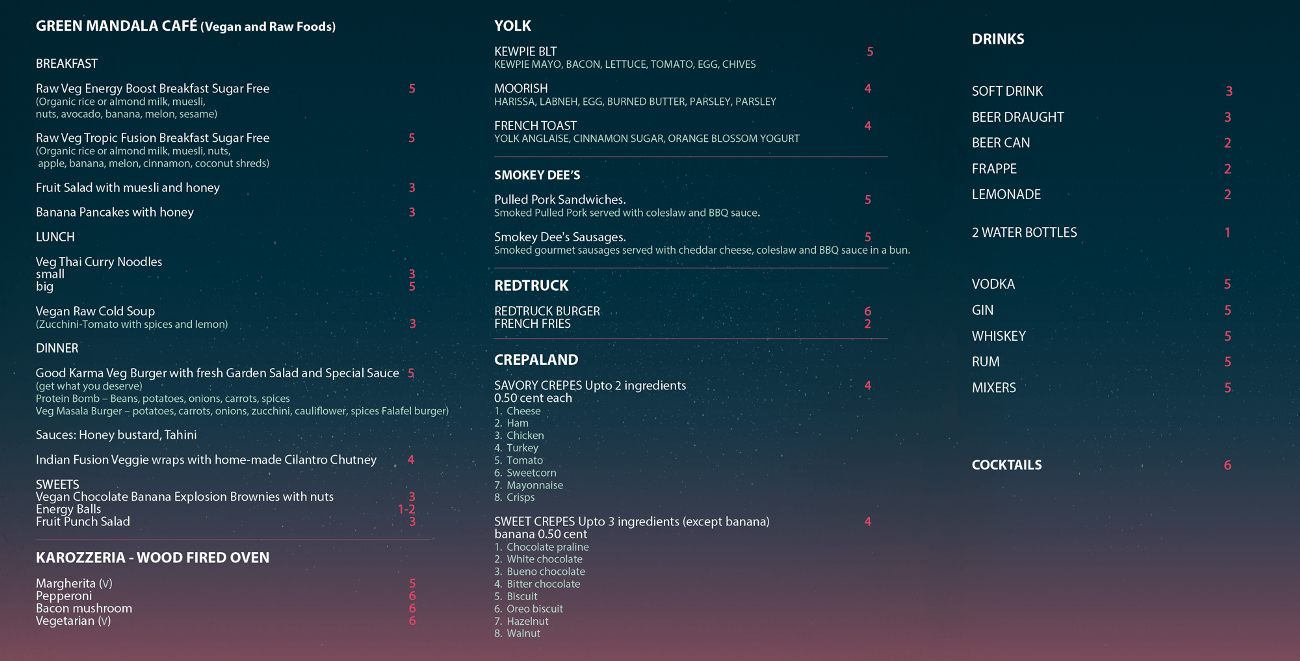 GREEN MANDALA CAFÉ (Vegan and Raw Foods)
BREAKFAST
Raw Veg Energy Boost Breakfast Sugar Free 5
(Organic rice or almond milk, muesli,
nuts, avocado, banana, melon, sesame)
Raw Veg Tropic Fusion Breakfast Sugar Free 5
(Organic rice or almond milk, muesli, nuts,
apple, banana, melon, cinnamon, coconut shreds)
Fruit Salad with muesli and honey 3
Banana Pancakes with honey 3
LUNCH
Veg Thai Curry Noodles
small 3
big 5
Vegan Raw Cold Soup
(Zucchini-Tomato with spices and lemon) 3
DINNER
Good Karma Veg Burger with fresh Garden Salad and Special Sauce 5
(get what you deserve)
Protein Bomb – Beans, potatoes, onions, carrots, spices
Veg Masala Burger – potatoes, carrots, onions, zucchini, cauliflower, spices Falafel burger)
Sauces: Honey bustard, Tahini
Indian Fusion Veggie wraps with home-made Cilantro Chutney 4
SWEETS
Vegan Chocolate Banana Explosion Brownies with nuts 3
Energy Balls 1-2
Fruit Punch Salad 3
KAROZZERIA - WOOD FIRED OVEN
Margherita (V) 5
Pepperoni 6
Bacon mushroom 6
Vegetarian (V) 6
YOLK
KEWPIE BLT 5
KEWPIE MAYO, BACON, LETTUCE, TOMATO, EGG, CHIVES
MOORISH 4
HARISSA, LABNEH, EGG, BURNED BUTTER, PARSLEY, PARSLEY
FRENCH TOAST 4
YOLK ANGLAISE, CINNAMON SUGAR, ORANGE BLOSSOM YOGURT
SMOKEY DEE'S
Pulled Pork Sandwiches. 5
Smoked Pulled Pork served with coleslaw and BBQ sauce.
Smokey Dee's Sausages. 5
Smoked gourmet sausages served with cheddar cheese, coleslaw and BBQ sauce in a bun.
REDTRUCK
REDTRUCK BURGER 6
FRENCH FRIES 2
CREPALAND
SAVORY CREPES Upto 2 ingredients 4
0.50 cent each
1. Cheese
2. Ham
3. Chicken
4. Turkey
5. Tomato
6. Sweetcorn
7. Mayonnaise
8. Crisps
SWEET CREPES Upto 3 ingredients (except banana) 4
banana 0.50 cent
1. Chocolate praline
2. White chocolate
3. Bueno chocolate
4. Bitter chocolate
5. Biscuit
6. Oreo biscuit
7. Hazelnut
8. Walnut
DRINKS
SOFT DRINK 3
BEER DRAUGHT 3
BEER CAN 2
FRAPPE 2
LEMONADE 2
2 WATER BOTTLES 1
VODKA 5
GIN 5
WHISKEY 5
RUM 5
MIXERS 5
COCKTAILS 6